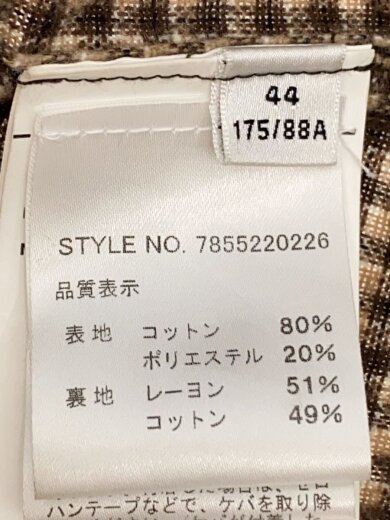 44
175/88A
STYLE NO. 7855220226
品質表示
表地 コットン 80%
ポリエステル 20%
裏地 レーヨン 51%
コットン 49%
ハンテープなどで、ケバを取り除